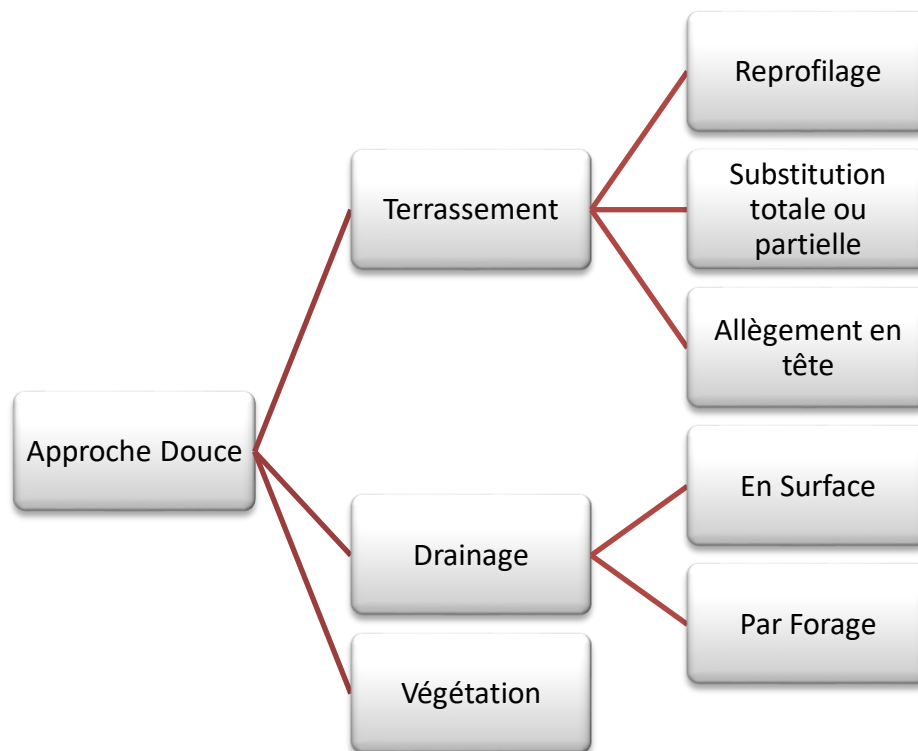 Approche Douce
Terrassement
Reprofilage
Substitution
totale ou
partielle
Allègement en
tête
Drainage
En Surface
Par Forage
Végétation